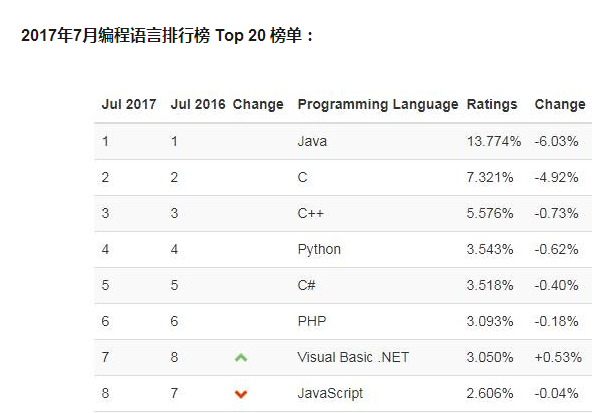 2017年7月编程语言排行榜 Top 20 榜单：
Jul 2017 Jul 2016 Change Programming Language Ratings Change
1 1 Java 13.774% -6.03%
2 2 C 7.321% -4.92%
3 3 C++ 5.576% -0.73%
4 4 Python 3.543% -0.62%
5 5 C# 3.518% -0.40%
6 6 PHP 3.093% -0.18%
7 8 Visual Basic .NET 3.050% +0.53%
8 7 JavaScript 2.606% -0.04%